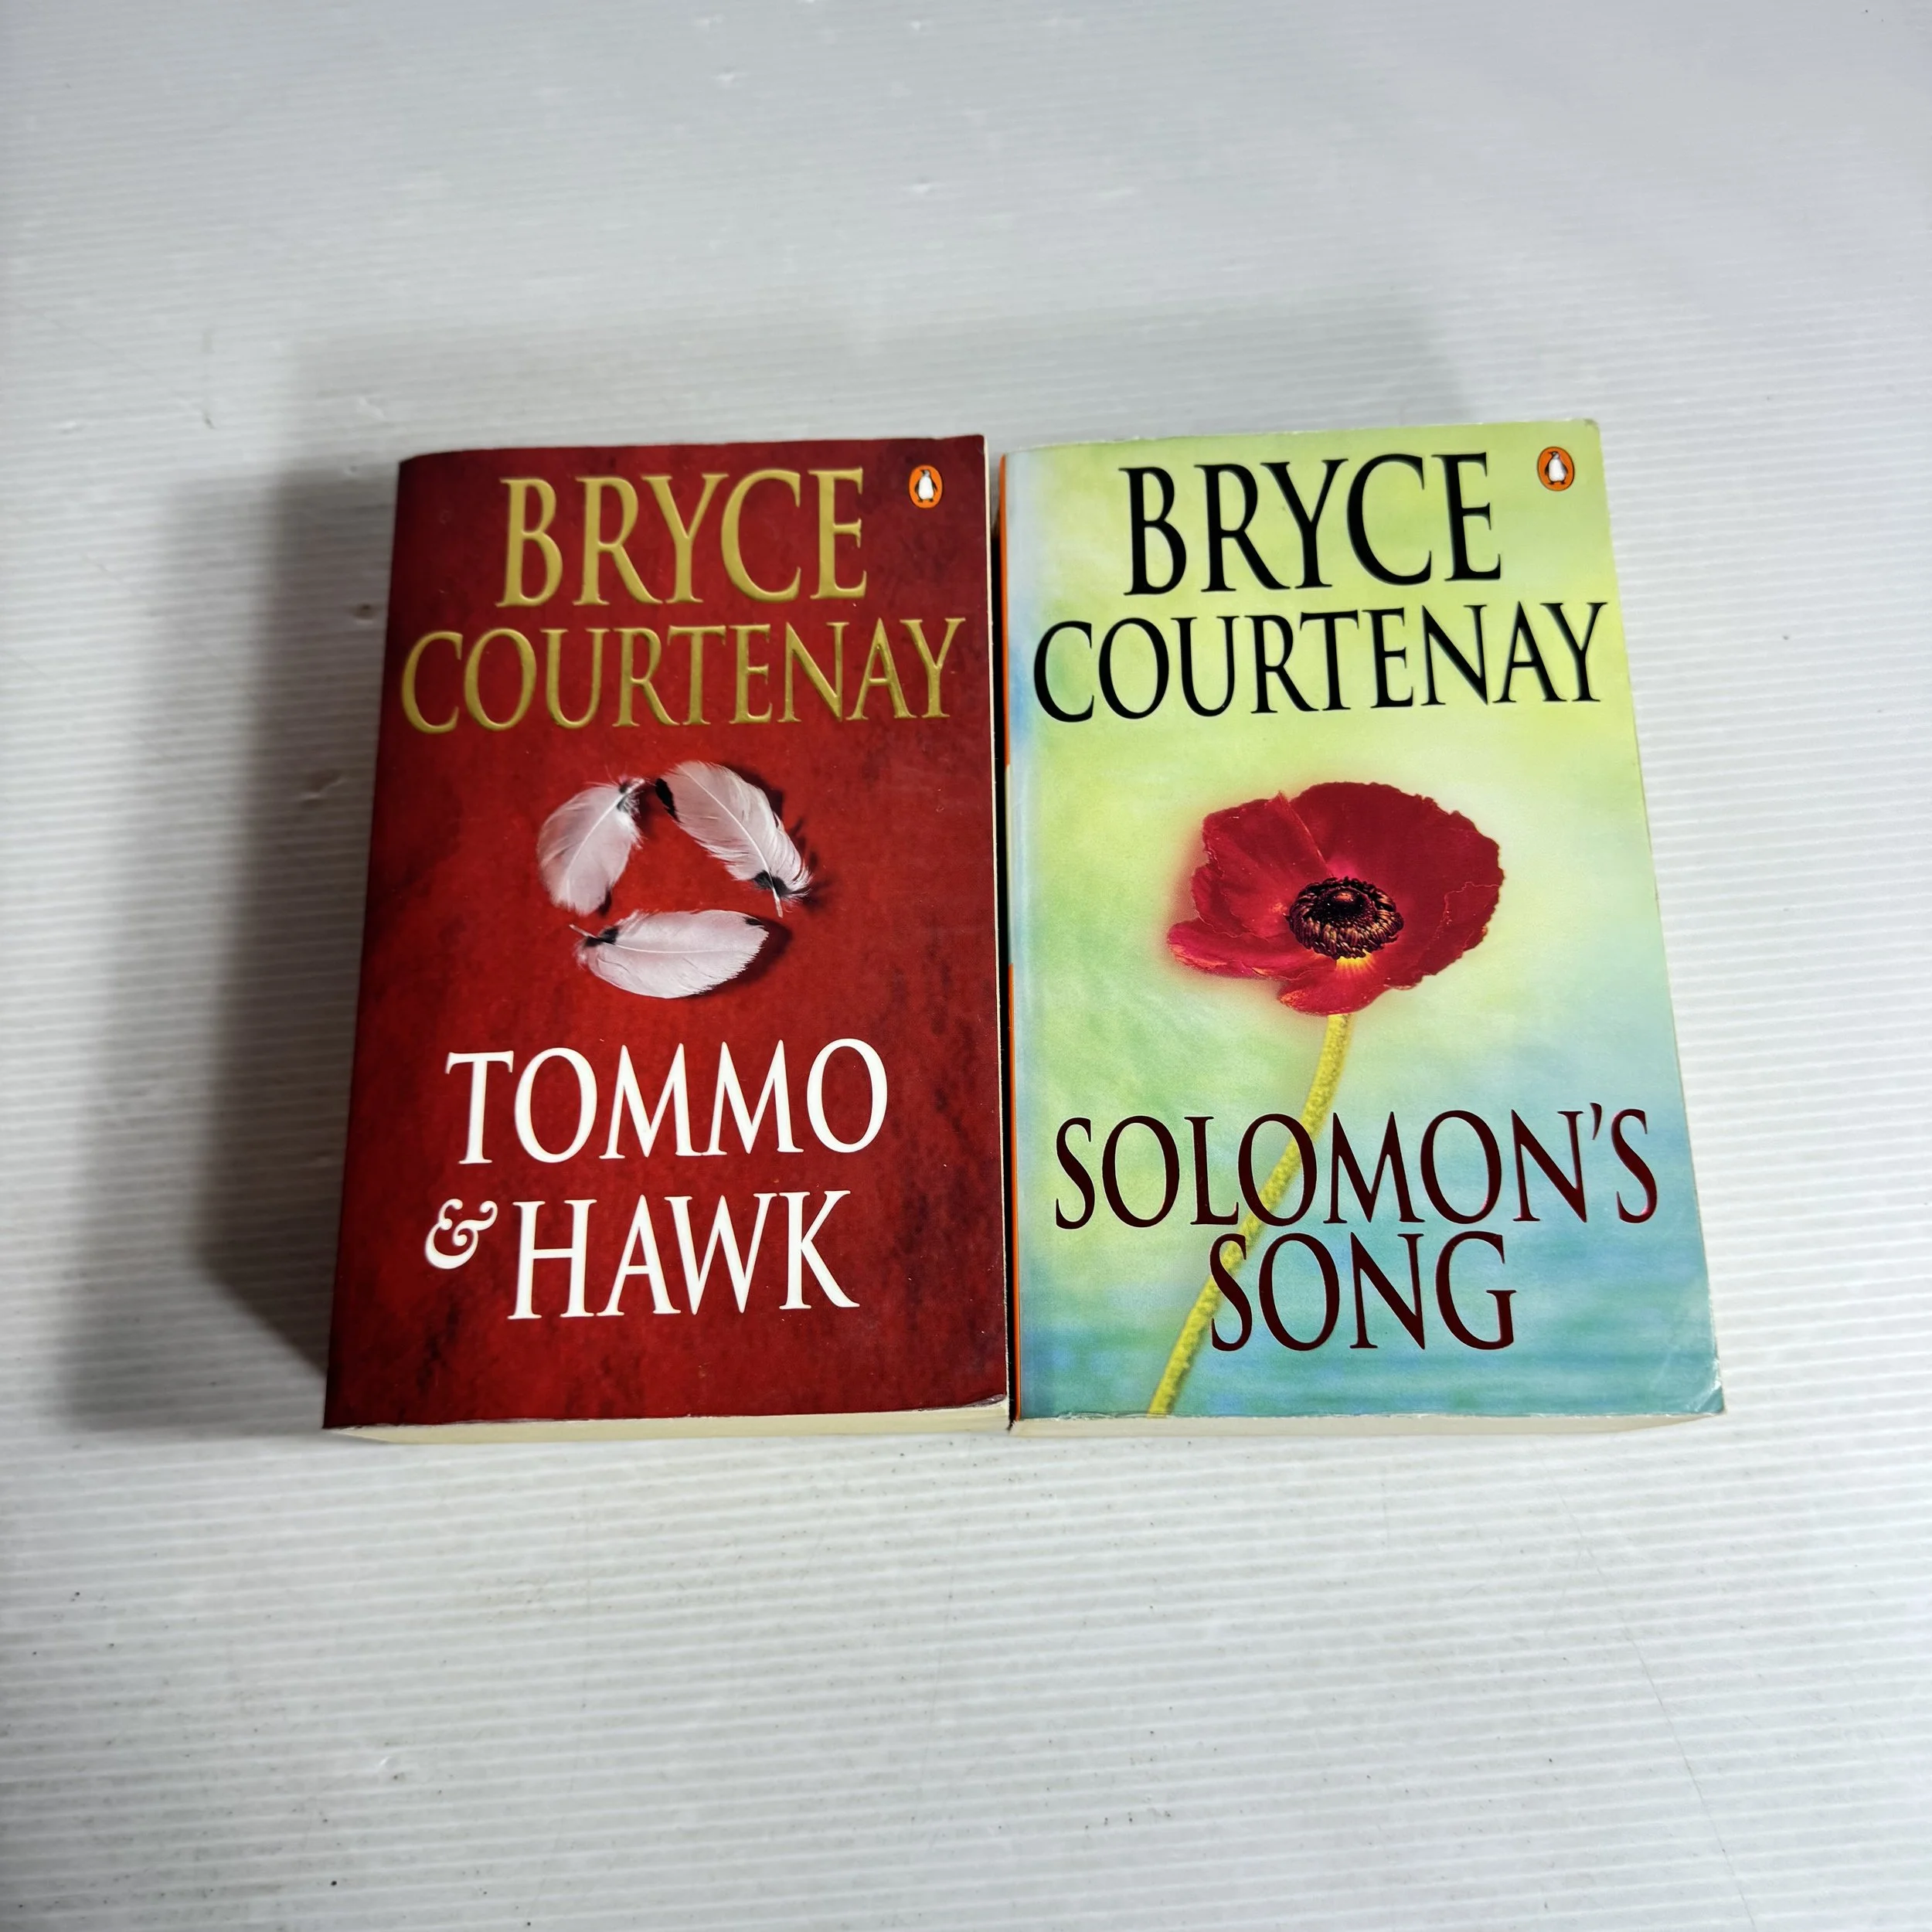 BRYCE
COURTENAY
TOMMO
& HAWK
BRYCE
COURTENAY
SOLOMON'S
SONG